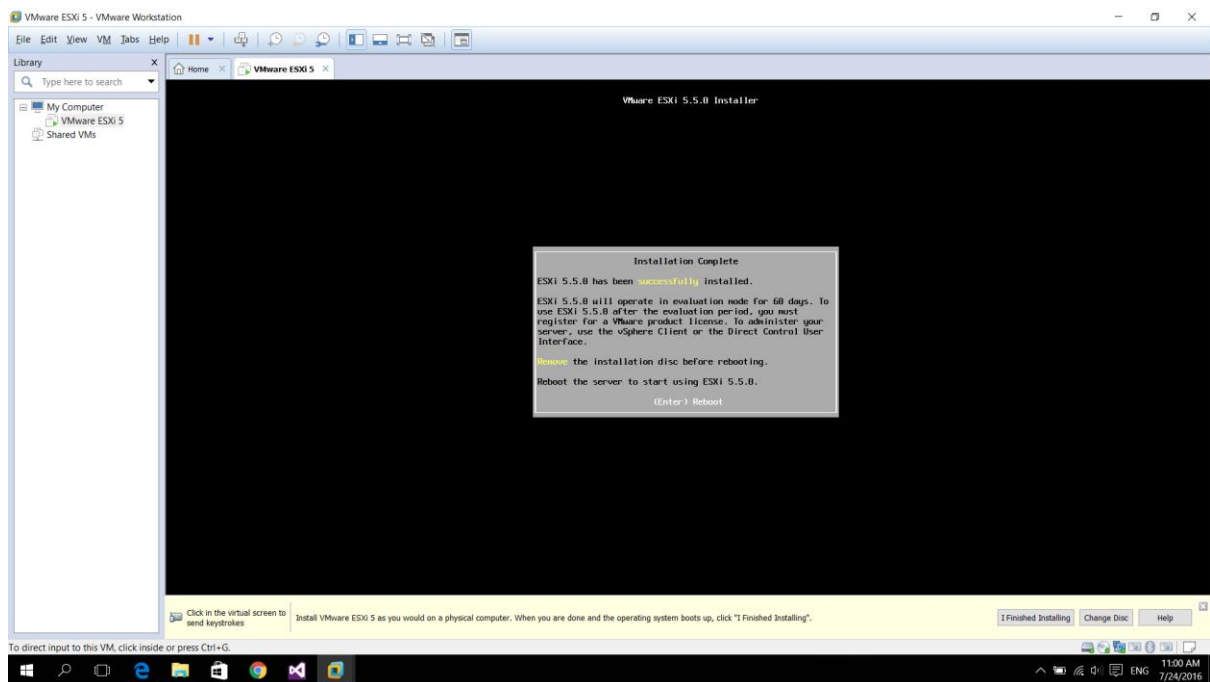 VMware ESXi 5 - VMware Workstation
File Edit View VM Tabs Help
Library X
Type here to search
My Computer
VMware ESXi 5
Shared VMs
Home
VMware ESXi 5
VMware ESXi 5.5.0 Installer
Installation Complete
ESXi 5.5.0 has been successfully installed.
ESXi 5.5.0 will operate in evaluation mode for 60 days. To
use ESXi 5.5.0 after the evaluation period, you must
register for a VMware product license. To administer your
server, use the vSphere Client or the Direct Control User
Interface.
Remove the installation disc before rebooting.
Reboot the server to start using ESXi 5.5.0.
(Enter) Reboot
Click in the virtual screen to
send keystrokes
Install VMware ESXi 5 as you would on a physical computer. When you are done and the operating system boots up, click "I Finished Installing".
I Finished Installing
Change Disc
Help
To direct input to this VM, click inside or press Ctrl+G.
ENG
11:00 AM
7/24/2016